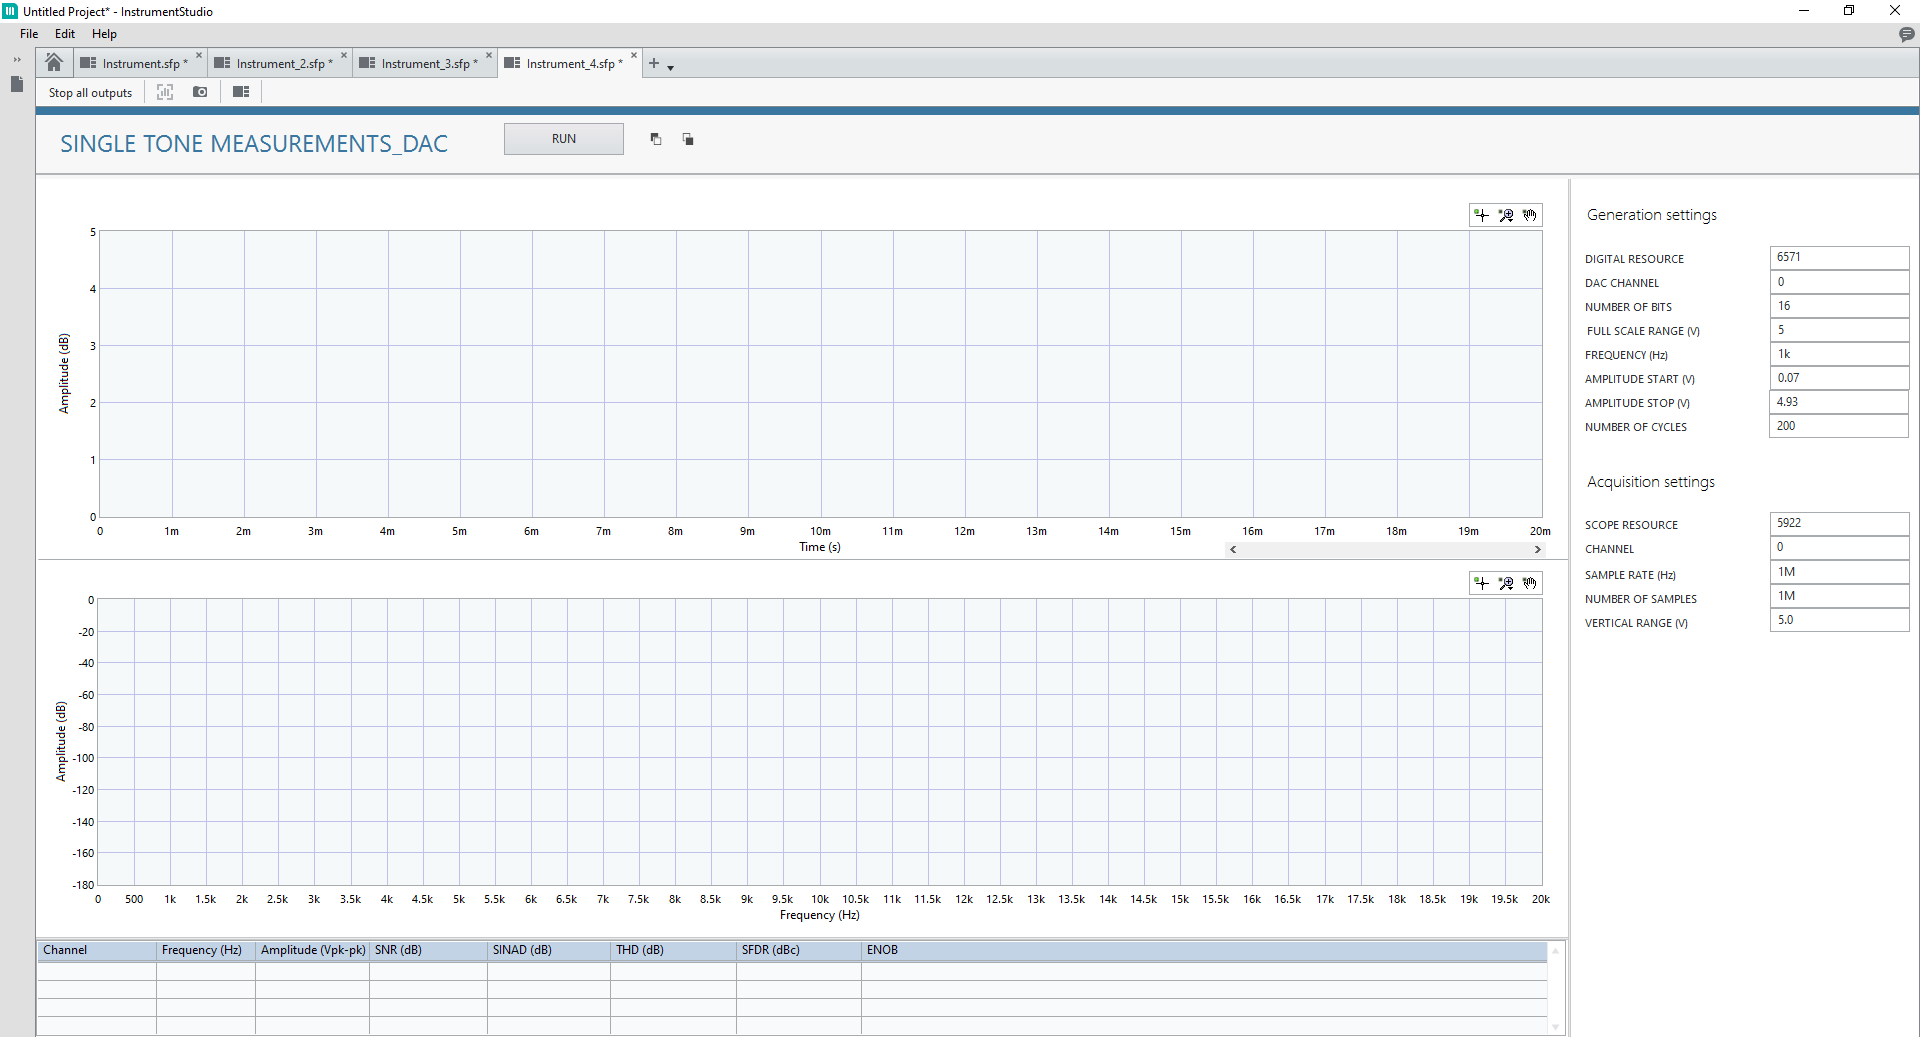 Untitled Project* - InstrumentStudio
File Edit Help
Instrument.sfp * Instrument_2.sfp * Instrument_3.sfp * Instrument_4.sfp *
Stop all outputs
SINGLE TONE MEASUREMENTS_DAC RUN
5
4
3
2
1
0
Amplitude (dB)
0 1m 2m 3m 4m 5m 6m 7m 8m 9m 10m 11m 12m 13m 14m 15m 16m 17m 18m 19m 20m
Time (s)
0
-20
-40
-60
-80
-100
-120
-140
-160
-180
Amplitude (dB)
0 500 1k 1.5k 2k 2.5k 3k 3.5k 4k 4.5k 5k 5.5k 6k 6.5k 7k 7.5k 8k 8.5k 9k 9.5k 10k 10.5k 11k 11.5k 12k 12.5k 13k 13.5k 14k 14.5k 15k 15.5k 16k 16.5k 17k 17.5k 18k 18.5k 19k 19.5k 20k
Frequency (Hz)
Channel Frequency (Hz) Amplitude (Vpk-pk) SNR (dB) SINAD (dB) THD (dB) SFDR (dBc) ENOB
Generation settings
DIGITAL RESOURCE 6571
DAC CHANNEL 0
NUMBER OF BITS 16
FULL SCALE RANGE (V) 5
FREQUENCY (Hz) 1k
AMPLITUDE START (V) 0.07
AMPLITUDE STOP (V) 4.93
NUMBER OF CYCLES 200
Acquisition settings
SCOPE RESOURCE 5922
CHANNEL 0
SAMPLE RATE (Hz) 1M
NUMBER OF SAMPLES 1M
VERTICAL RANGE (V) 5.0